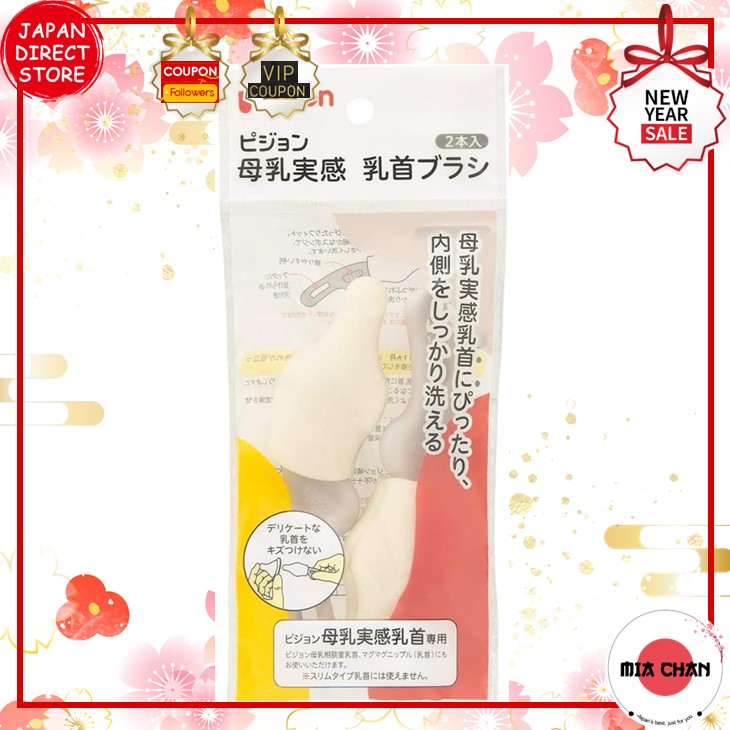 JAPAN
DIRECT
STORE
COUPON
Followers
VIP
COUPON
NEW
YEAR
SALE
ピジョン
2本入
母乳実感 乳首ブラシ
母乳実感乳首にぴったり、
内側をしっかり洗える
デリケートな
乳首を
キズつけない
ピジョン母乳実感乳首専用
ピジョン母乳相談室乳首、マグマグニップル(乳首)にも
お使いいただけます。
※スリムタイプ乳首には使えません。
MIA CHAN
Japan's best, just for you